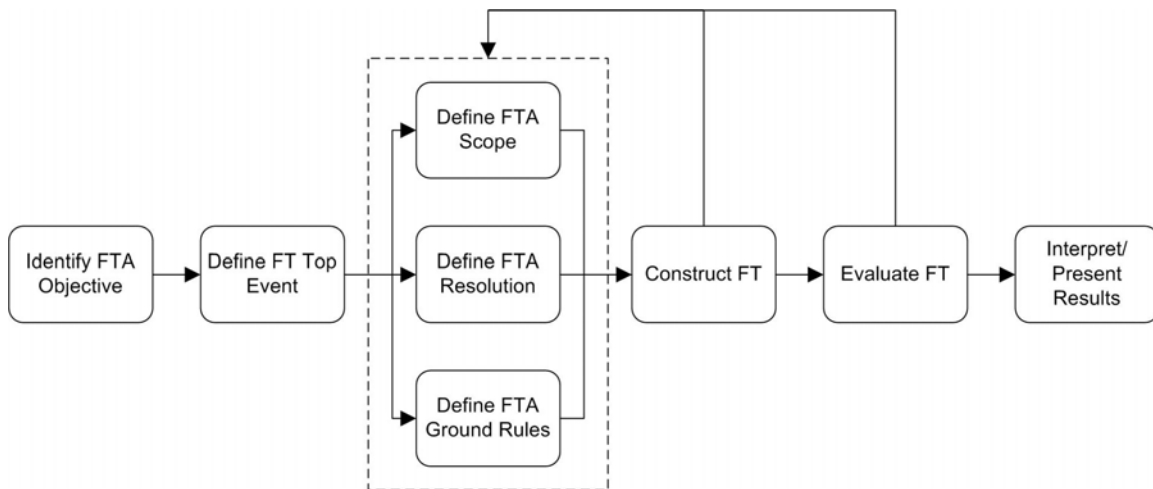 Identify FTA
Objective
Define FT Top
Event
Define FTA
Scope
Define FTA
Resolution
Define FTA
Ground Rules
Construct FT
Evaluate FT
Interpret/
Present
Results